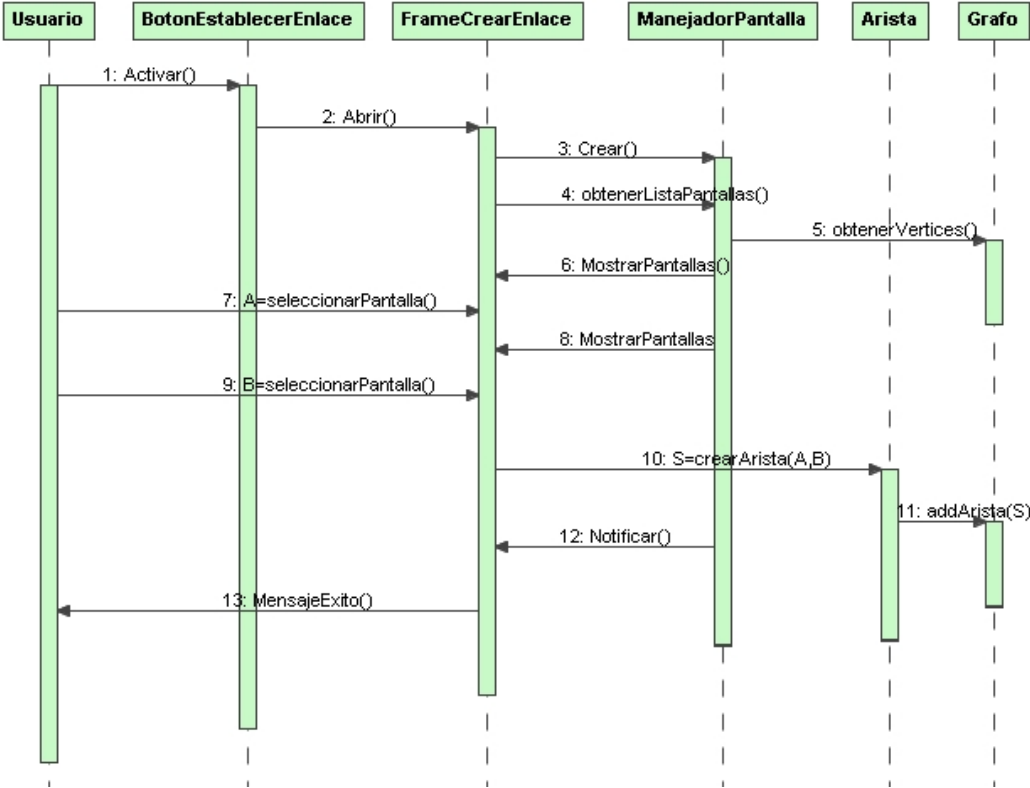 Usuario
BotonEstablecerEnlace
FrameCrearEnlace
ManejadorPantalla
Arista
Grafo
1: Activar()
2: Abrir()
3: Crear()
4: obtenerListaPantallas()
5: obtenerVertices()
6: MostrarPantallas()
7: A=seleccionarPantalla()
8: MostrarPantallas
9: B=seleccionarPantalla()
10: S=crearArista(A,B)
11: addArista(S)
12: Notificar()
13: MensajeExito()